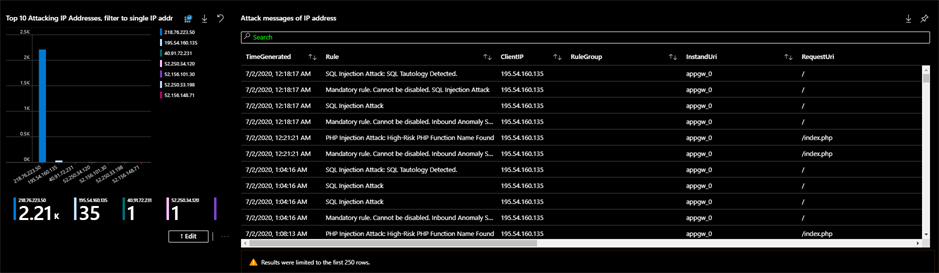 Top 10 Attacking IP Addresses, filter to single IP addr
2.5K
2K
1.5K
1K
500
0K
218.76.223.50
195.54.160.135
40.91.72.231
52.250.34.120
52.156.101.30
52.250.33.198
52.156.148.71
218.76.223.50
195.54.160.135
40.91.72.231
52.250.34.120
52.156.101.30
52.250.33.198
52.156.148.71
218.76.223.50
2.21K
195.54.160.135
35
40.91.72.231
1
52.250.34.120
1
↑ Edit
...
Attack messages of IP address
Search
TimeGenerated Rule ClientIP RuleGroup InstandUri RequestUri
7/2/2020, 12:18:17 AM SQL Injection Attack: SQL Tautology Detected. 195.54.160.135 appgw_0 /
7/2/2020, 12:18:17 AM Mandatory rule. Cannot be disabled. SQL Injection Attack 195.54.160.135 appgw_0 /
7/2/2020, 12:18:17 AM SQL Injection Attack 195.54.160.135 appgw_0 /
7/2/2020, 12:18:17 AM Mandatory rule. Cannot be disabled. Inbound Anomaly S... 195.54.160.135 appgw_0 /
7/2/2020, 12:21:21 AM PHP Injection Attack: High-Risk PHP Function Name Found 195.54.160.135 appgw_0 /index.php
7/2/2020, 12:21:21 AM Mandatory rule. Cannot be disabled. Inbound Anomaly S... 195.54.160.135 appgw_0 /index.php
7/2/2020, 1:04:16 AM SQL Injection Attack: SQL Tautology Detected. 195.54.160.135 appgw_0 /
7/2/2020, 1:04:16 AM SQL Injection Attack 195.54.160.135 appgw_0 /
7/2/2020, 1:04:16 AM SQL Injection Attack 195.54.160.135 appgw_0 /
7/2/2020, 1:04:16 AM Mandatory rule. Cannot be disabled. Inbound Anomaly S... 195.54.160.135 appgw_0 /
7/2/2020, 1:08:13 AM PHP Injection Attack: High-Risk PHP Function Name Found 195.54.160.135 appgw_0 /index.php
Results were limited to the first 250 rows.